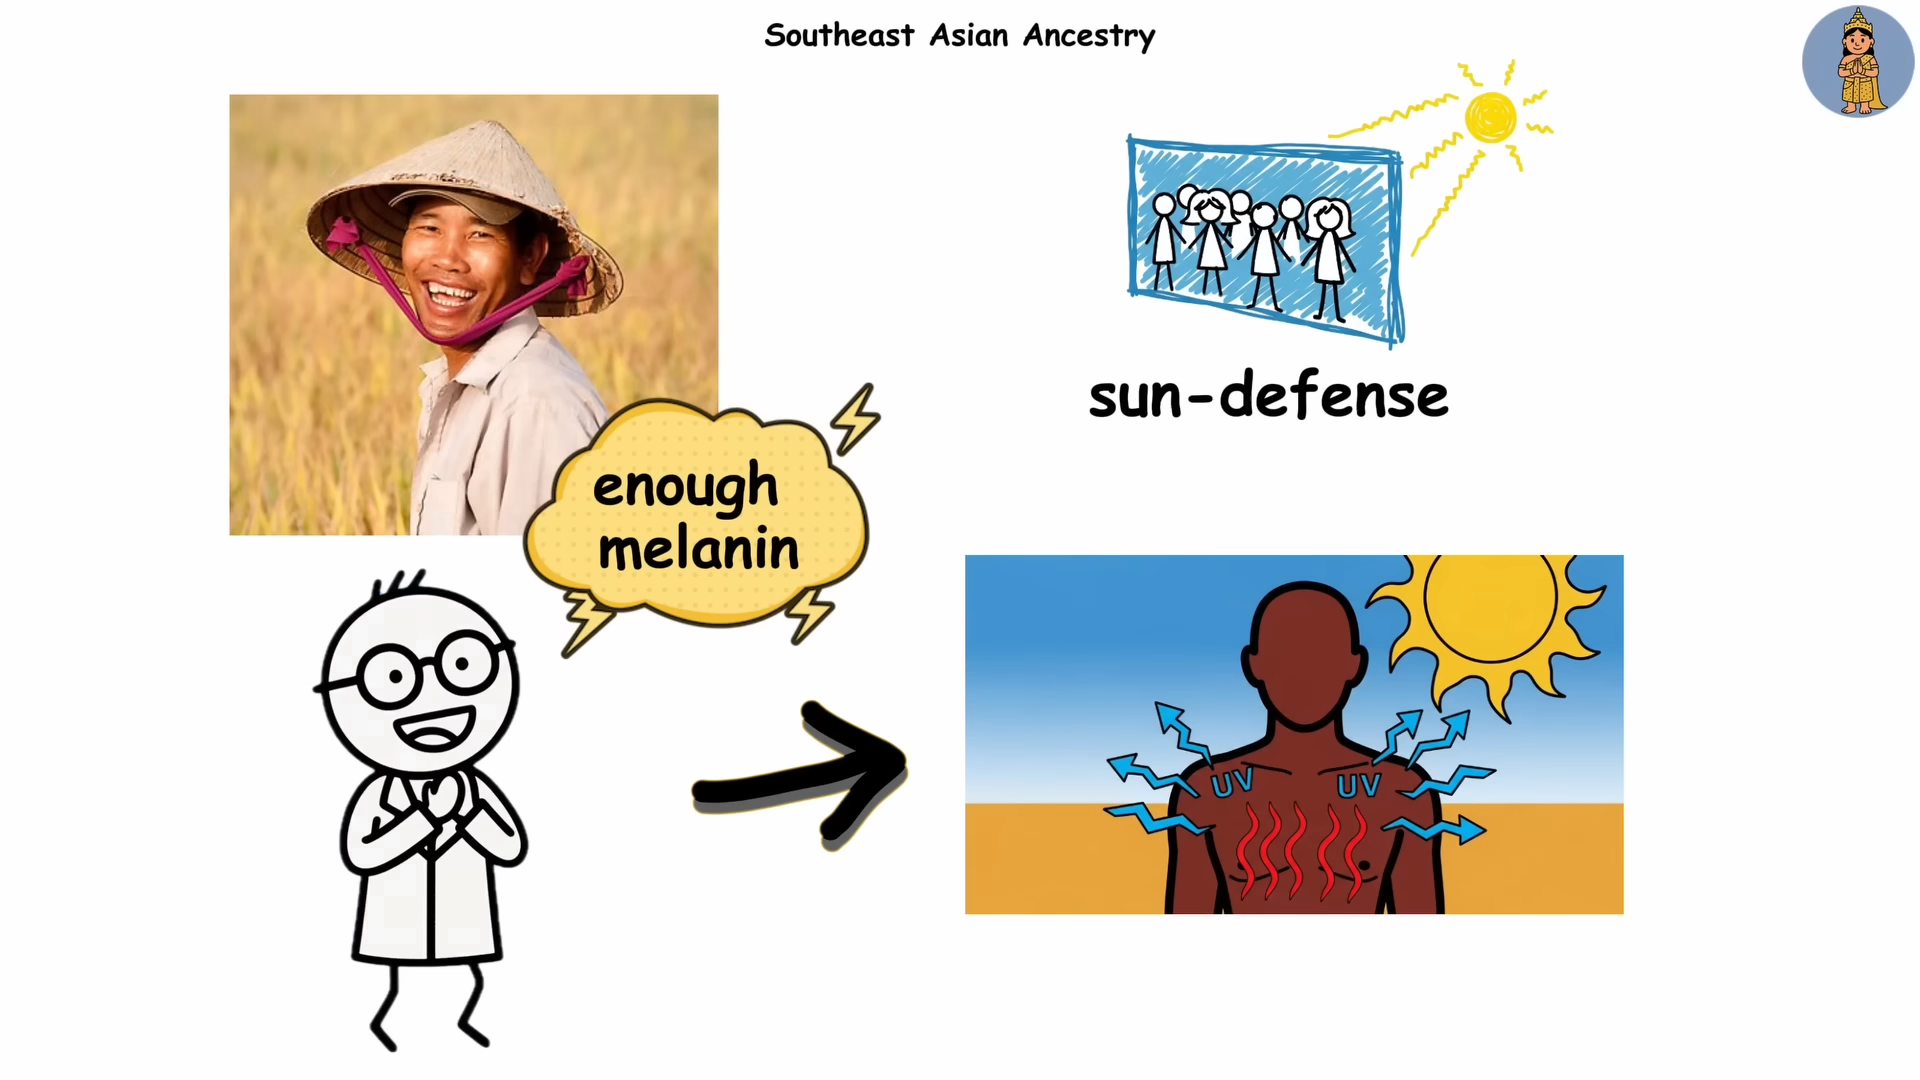 Southeast Asian Ancestry
sun-defense
enough
melanin
UV UV